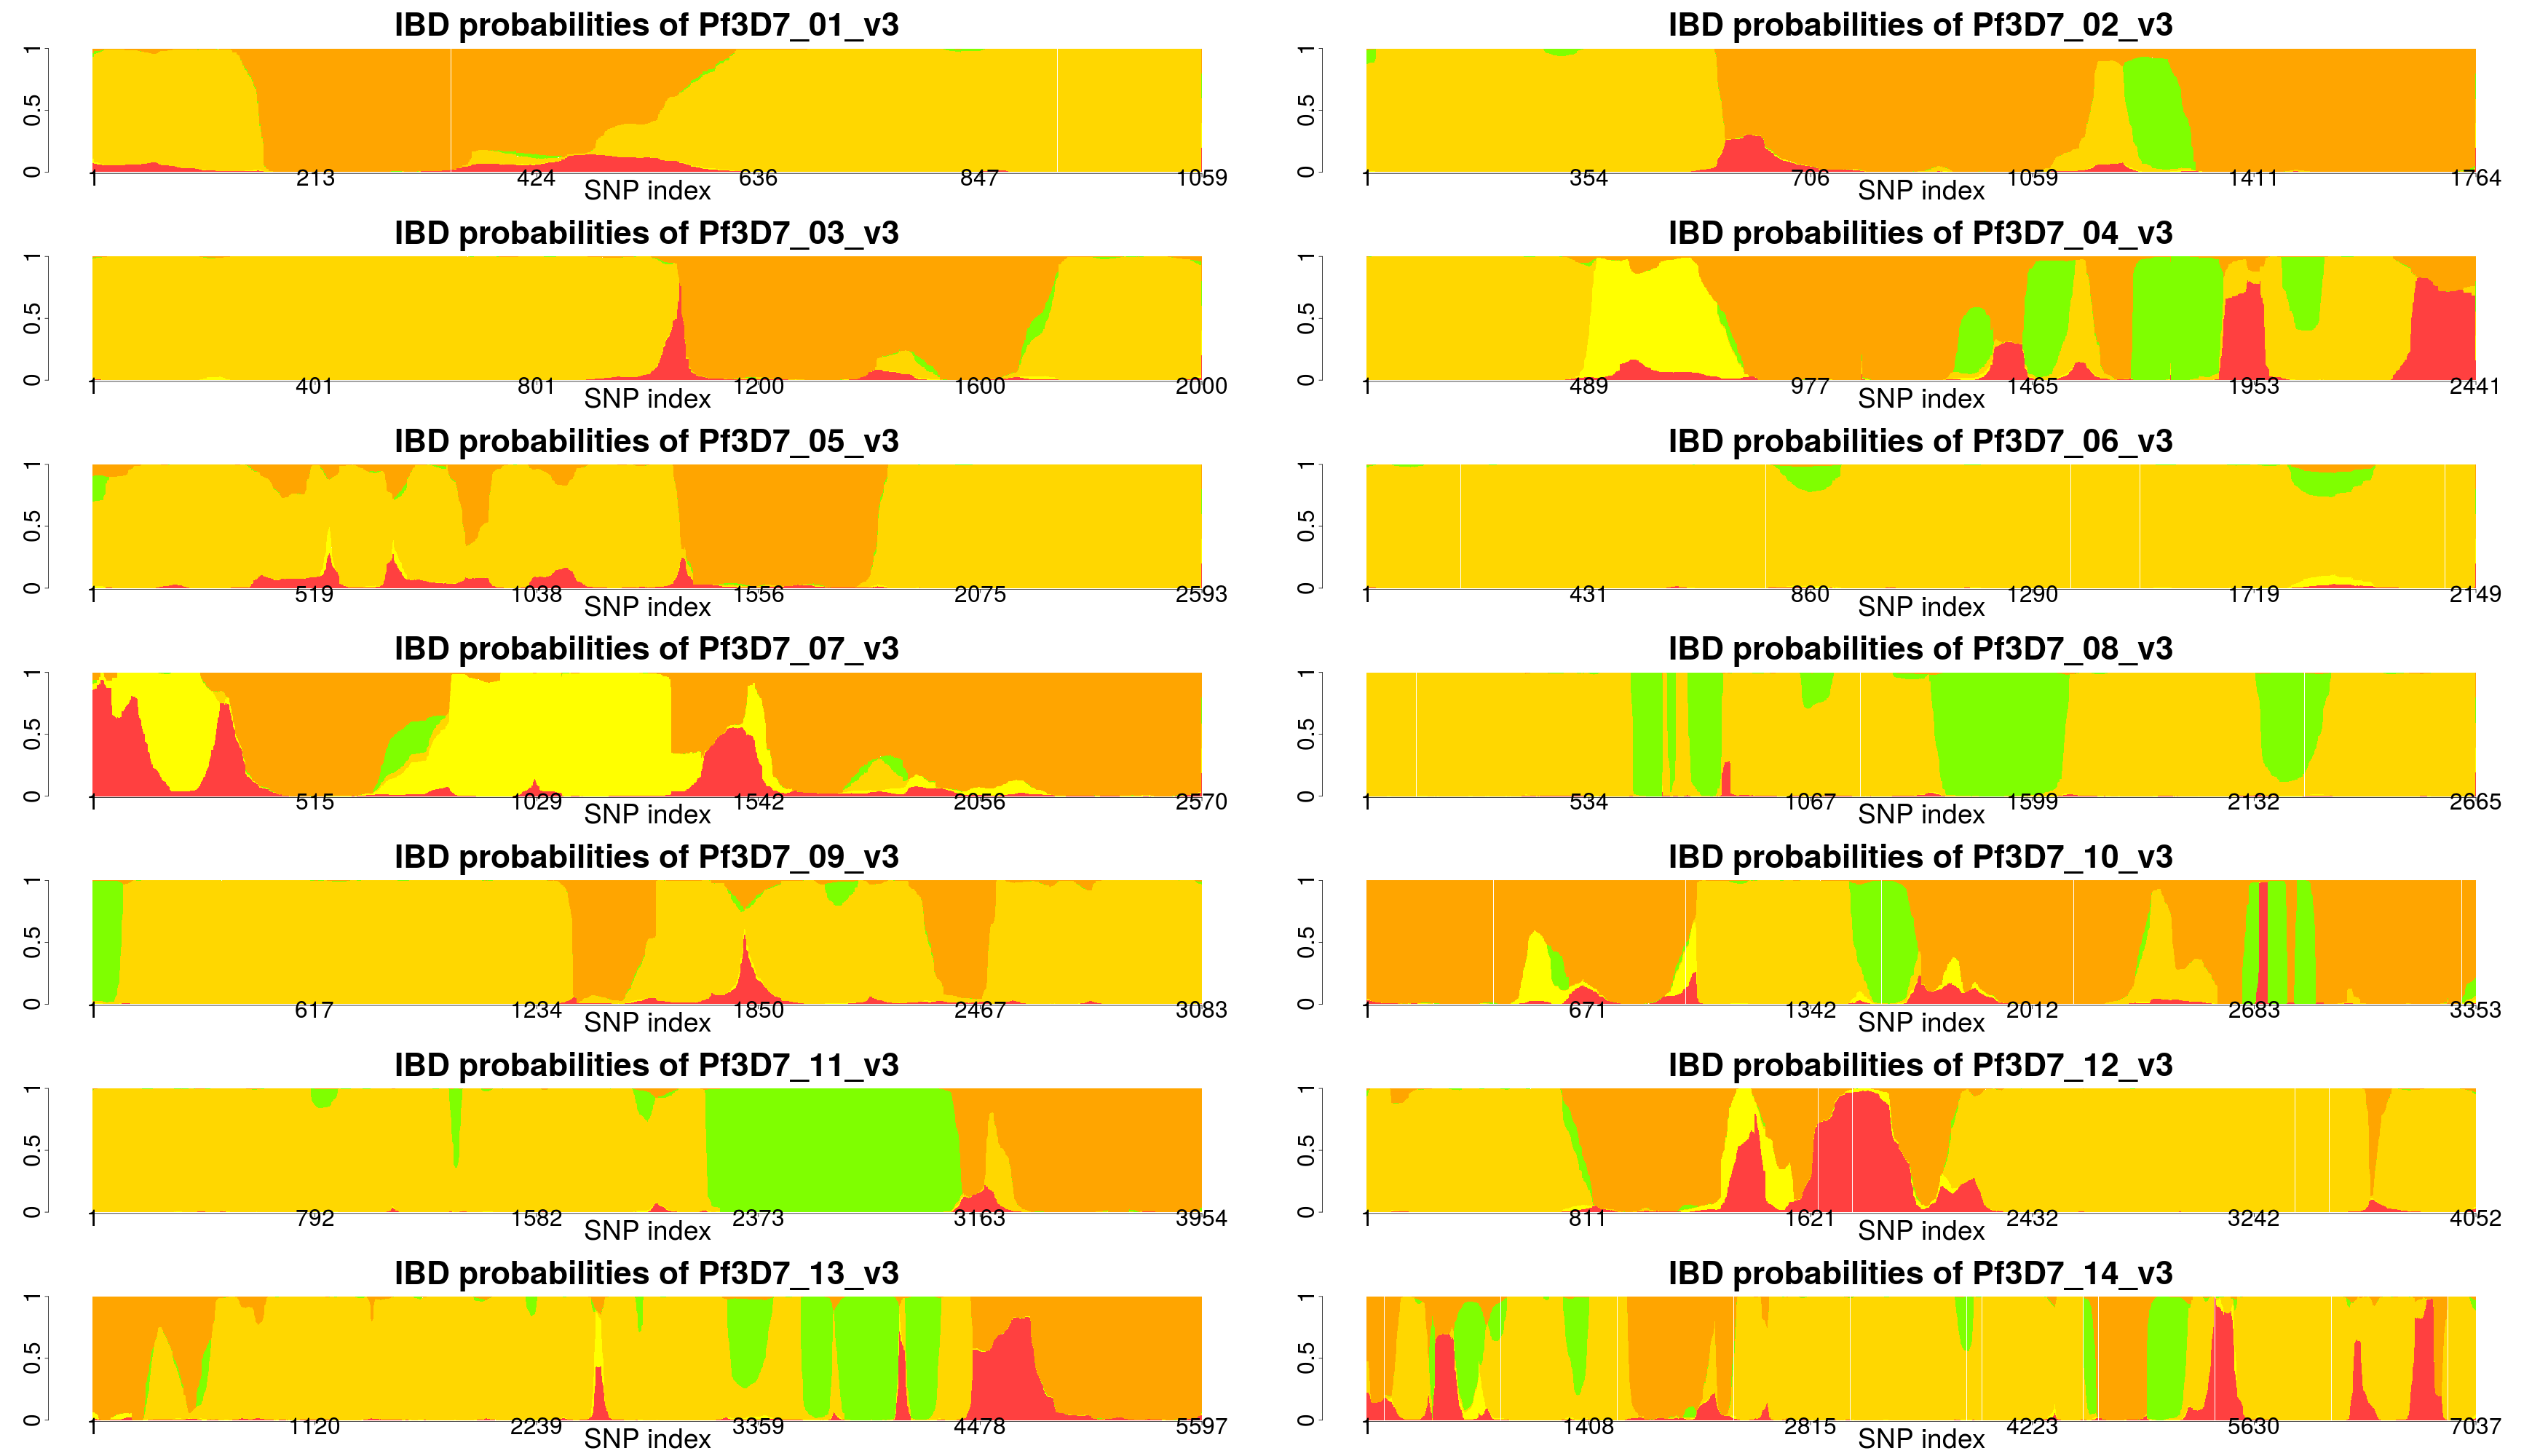 IBD probabilities of Pf3D7_01_v3
0 0.5 1
1 213 424 636 847 1059
SNP index
IBD probabilities of Pf3D7_02_v3
0 0.5 1
1 354 706 1059 1411 1764
SNP index
IBD probabilities of Pf3D7_03_v3
0 0.5 1
1 401 801 1200 1600 2000
SNP index
IBD probabilities of Pf3D7_04_v3
0 0.5 1
1 489 977 1465 1953 2441
SNP index
IBD probabilities of Pf3D7_05_v3
0 0.5 1
1 519 1038 1556 2075 2593
SNP index
IBD probabilities of Pf3D7_06_v3
0 0.5 1
1 431 860 1290 1719 2149
SNP index
IBD probabilities of Pf3D7_07_v3
0 0.5 1
1 515 1029 1542 2056 2570
SNP index
IBD probabilities of Pf3D7_08_v3
0 0.5 1
1 534 1067 1599 2132 2665
SNP index
IBD probabilities of Pf3D7_09_v3
0 0.5 1
1 617 1234 1850 2467 3083
SNP index
IBD probabilities of Pf3D7_10_v3
0 0.5 1
1 671 1342 2012 2683 3353
SNP index
IBD probabilities of Pf3D7_11_v3
0 0.5 1
1 792 1582 2373 3163 3954
SNP index
IBD probabilities of Pf3D7_12_v3
0 0.5 1
1 811 1621 2432 3242 4052
SNP index
IBD probabilities of Pf3D7_13_v3
0 0.5 1
1 1120 2239 3359 4478 5597
SNP index
IBD probabilities of Pf3D7_14_v3
0 0.5 1
1 1408 2815 4223 5630 7037
SNP index